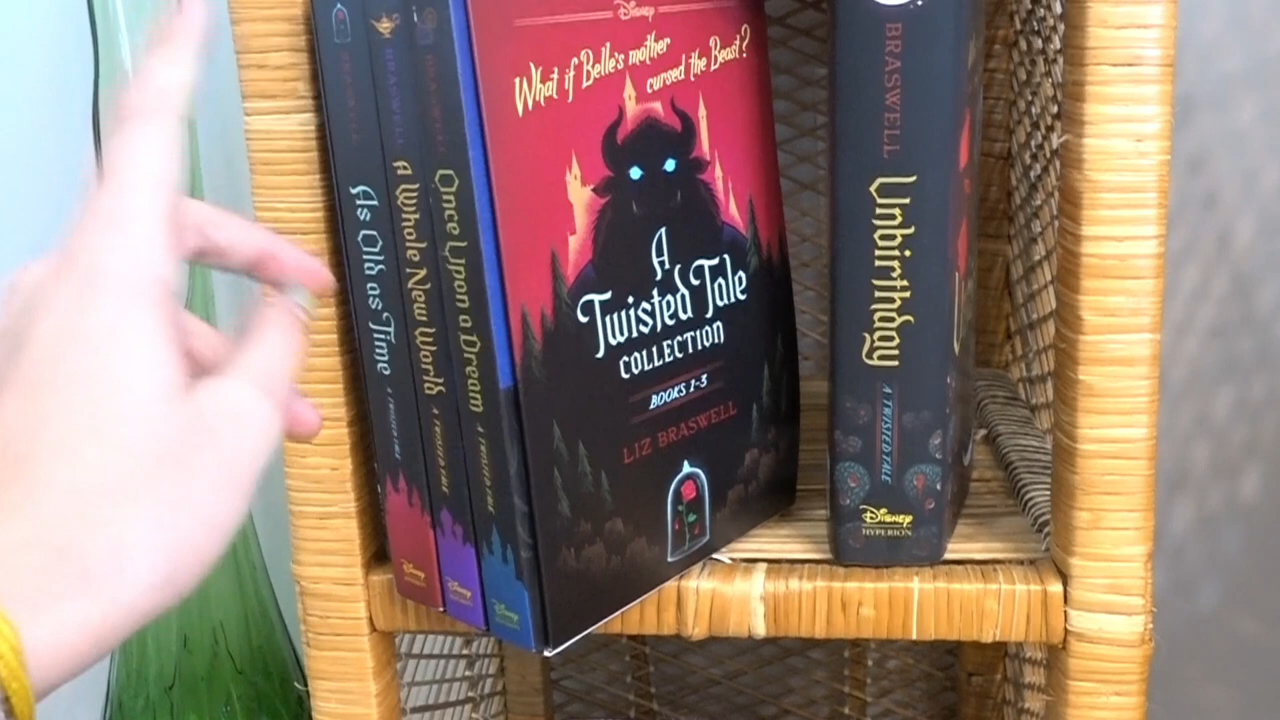 BRASWELL
As Old as Time
A TWISTED TALE
Disney
BRASWELL
A Whole New World
A TWISTED TALE
Disney
BRASWELL
Once Upon a Dream
A TWISTED TALE
Disney
Disney
What if Belle's mother
cursed the Beast?
A
Twisted Tale
COLLECTION
BOOKS 1-3
LIZ BRASWELL
BRASWELL
Unbirthday
A TWISTED TALE
Disney
HYPERION